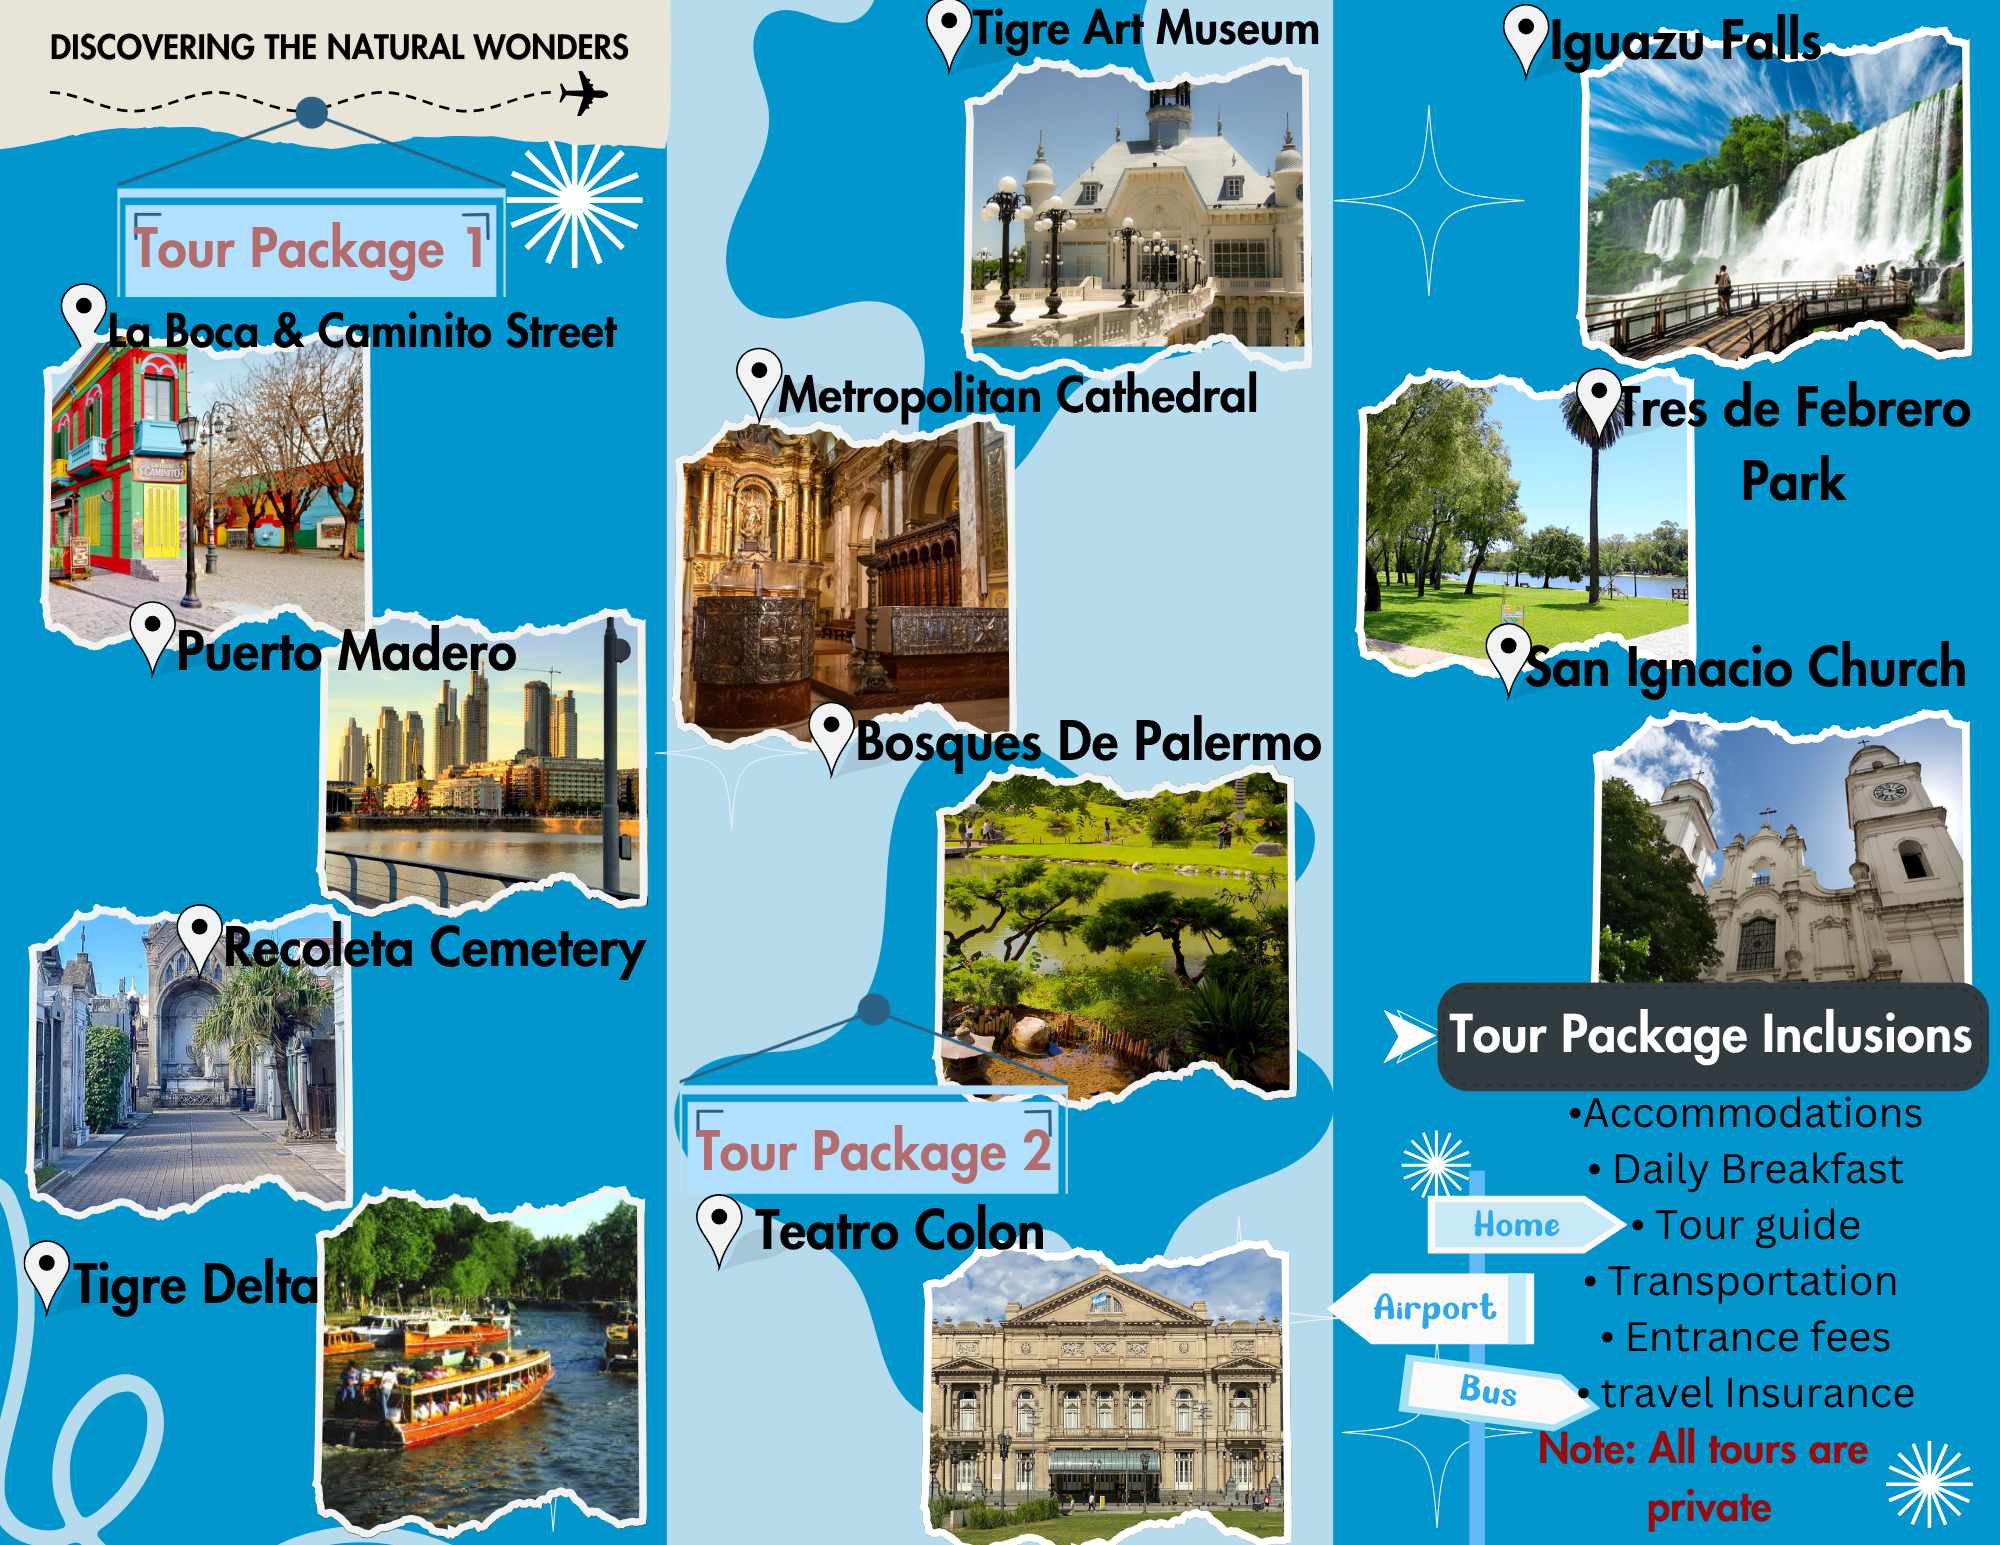 DISCOVERING THE NATURAL WONDERS
Tour Package 1
La Boca & Caminito Street
CAMINITO
Puerto Madero
Recoleta Cemetery
Tigre Delta
Tigre Art Museum
Metropolitan Cathedral
Bosques De Palermo
Tour Package 2
Teatro Colon
Iguazu Falls
Tres de Febrero
Park
San Ignacio Church
Tour Package Inclusions
•Accommodations
• Daily Breakfast
• Tour guide
• Transportation
• Entrance fees
• travel Insurance
Note: All tours are
private
Home
Airport
Bus